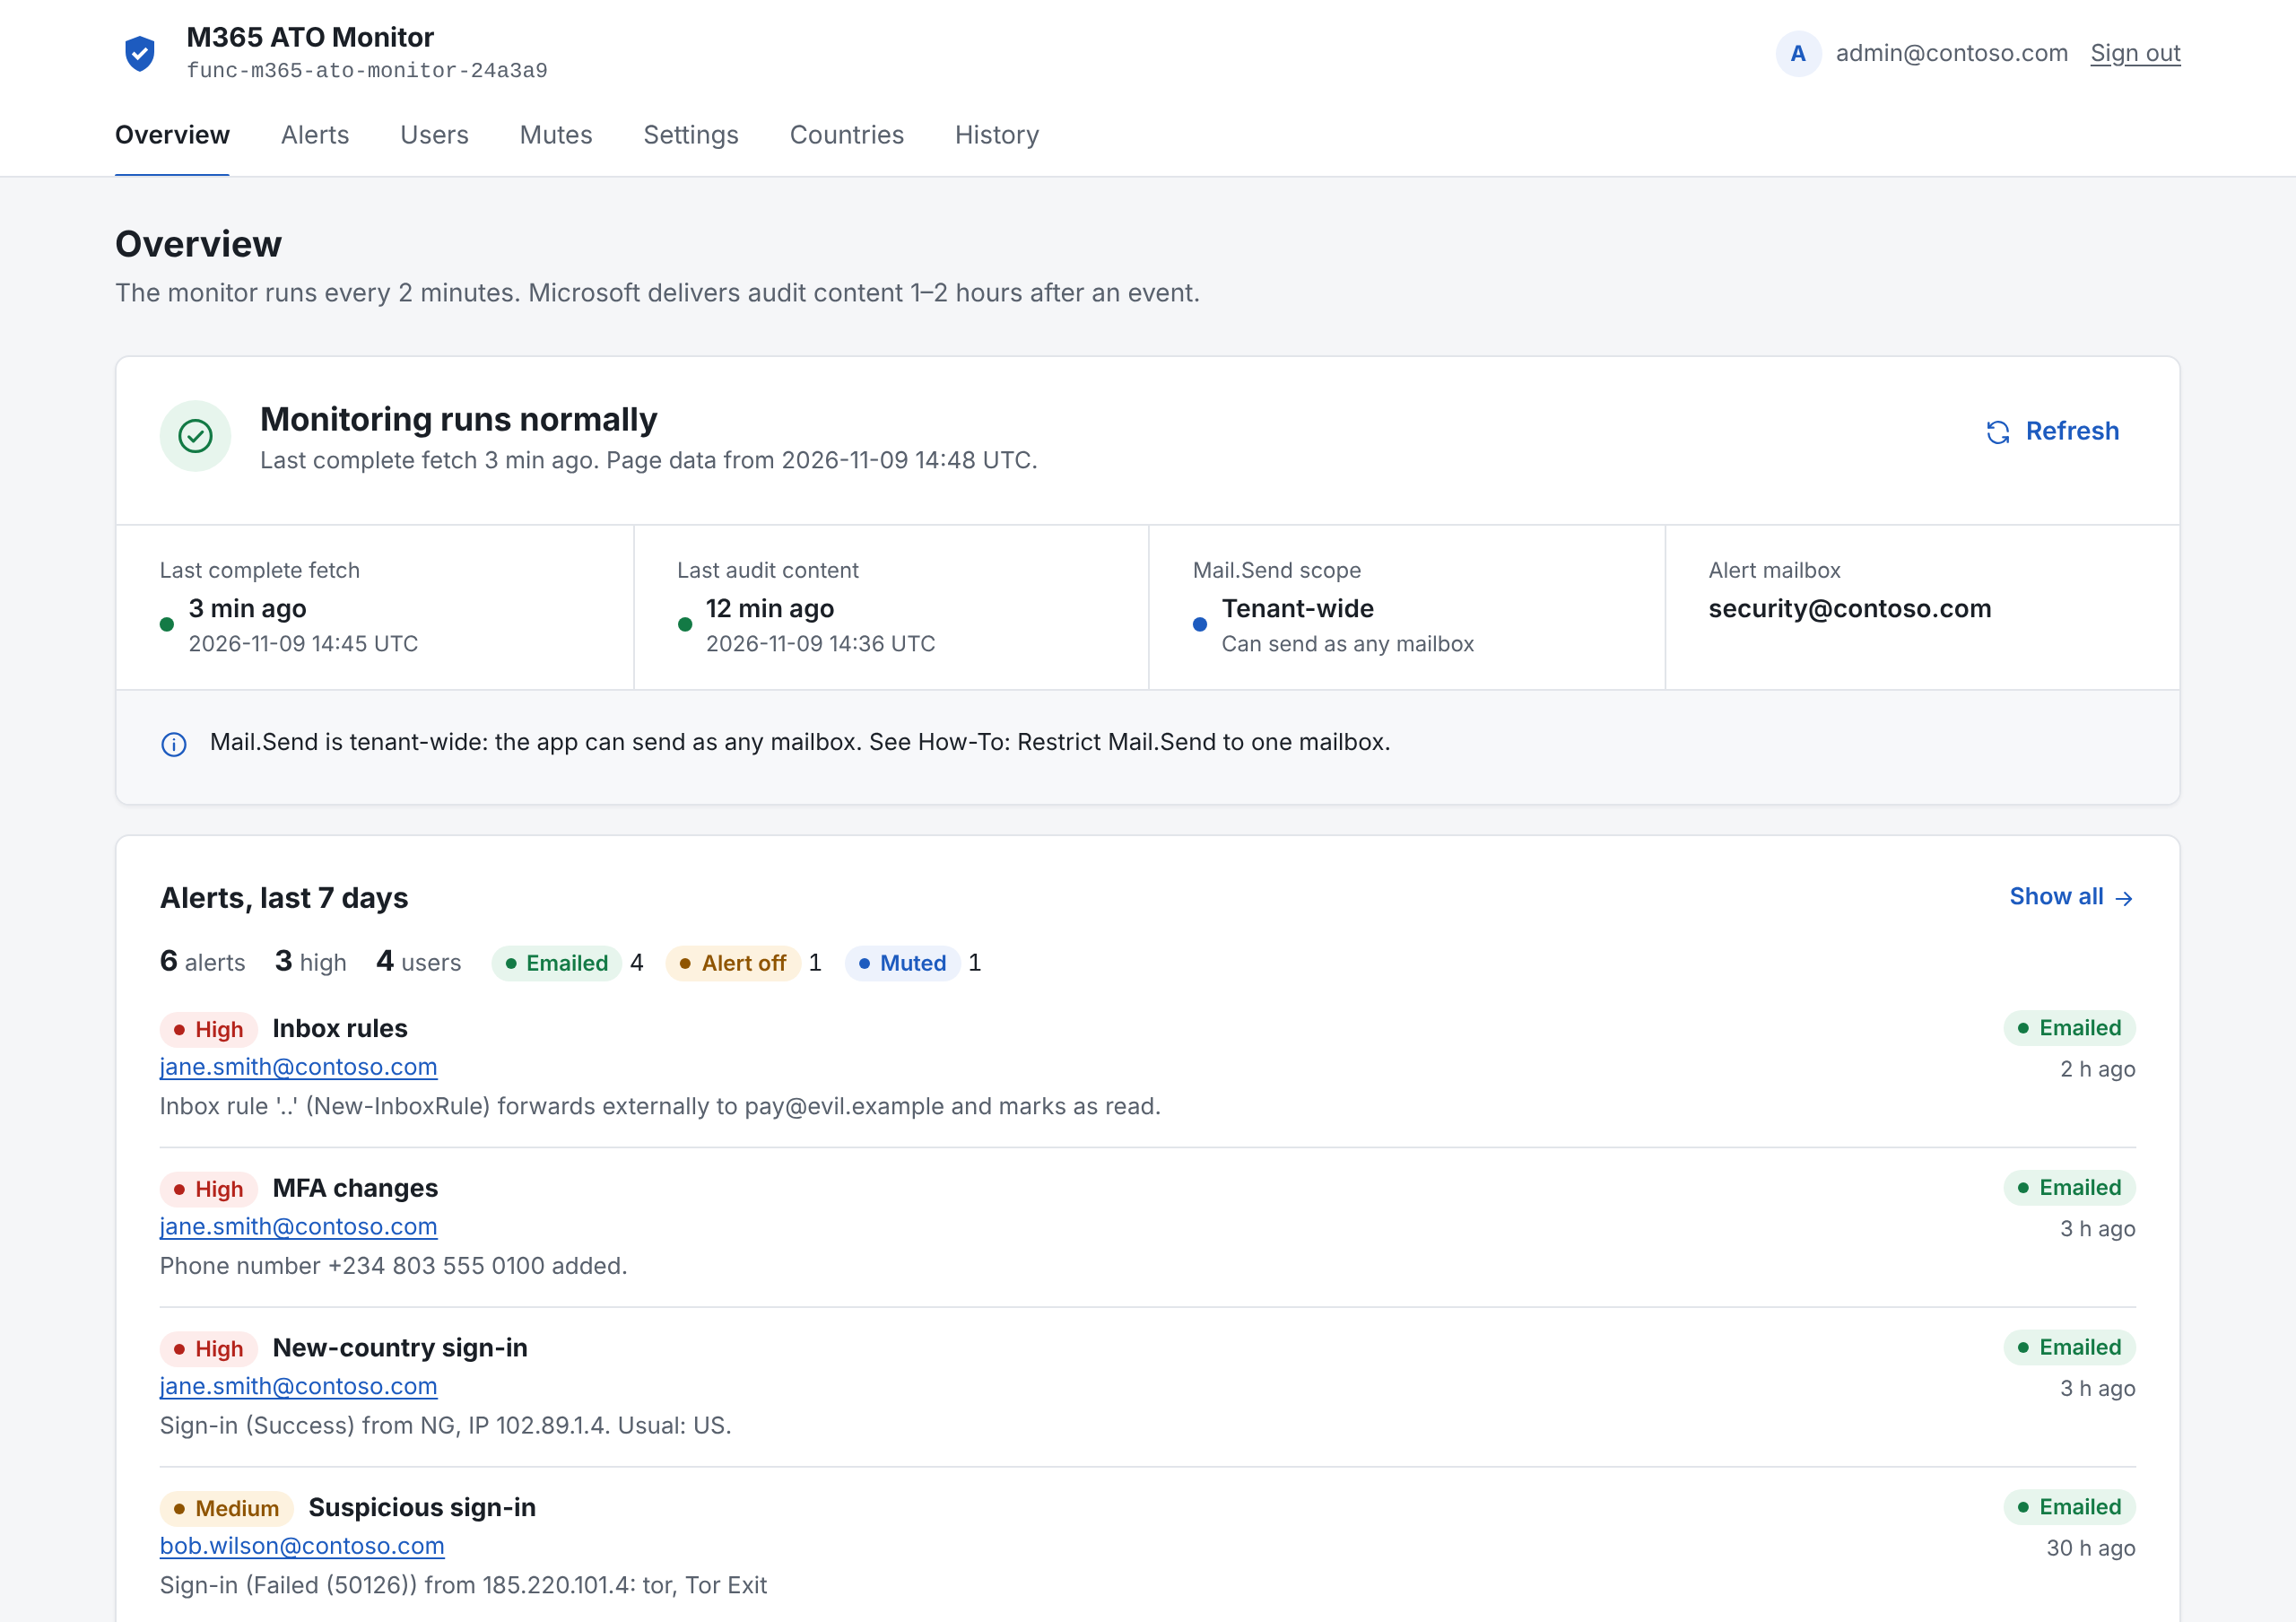 M365 ATO Monitor
func-m365-ato-monitor-24a3a9
A admin@contoso.com Sign out
Overview Alerts Users Mutes Settings Countries History
Overview
The monitor runs every 2 minutes. Microsoft delivers audit content 1–2 hours after an event.
Monitoring runs normally
Last complete fetch 3 min ago. Page data from 2026-11-09 14:48 UTC.
Refresh
Last complete fetch
3 min ago
2026-11-09 14:45 UTC
Last audit content
12 min ago
2026-11-09 14:36 UTC
Mail.Send scope
Tenant-wide
Can send as any mailbox
Alert mailbox
security@contoso.com
Mail.Send is tenant-wide: the app can send as any mailbox. See How-To: Restrict Mail.Send to one mailbox.
Alerts, last 7 days
Show all →
6 alerts 3 high 4 users Emailed 4 Alert off 1 Muted 1
High Inbox rules
Emailed
jane.smith@contoso.com
2 h ago
Inbox rule '..' (New-InboxRule) forwards externally to pay@evil.example and marks as read.
High MFA changes
Emailed
jane.smith@contoso.com
3 h ago
Phone number +234 803 555 0100 added.
High New-country sign-in
Emailed
jane.smith@contoso.com
3 h ago
Sign-in (Success) from NG, IP 102.89.1.4. Usual: US.
Medium Suspicious sign-in
Emailed
bob.wilson@contoso.com
30 h ago
Sign-in (Failed (50126)) from 185.220.101.4: tor, Tor Exit